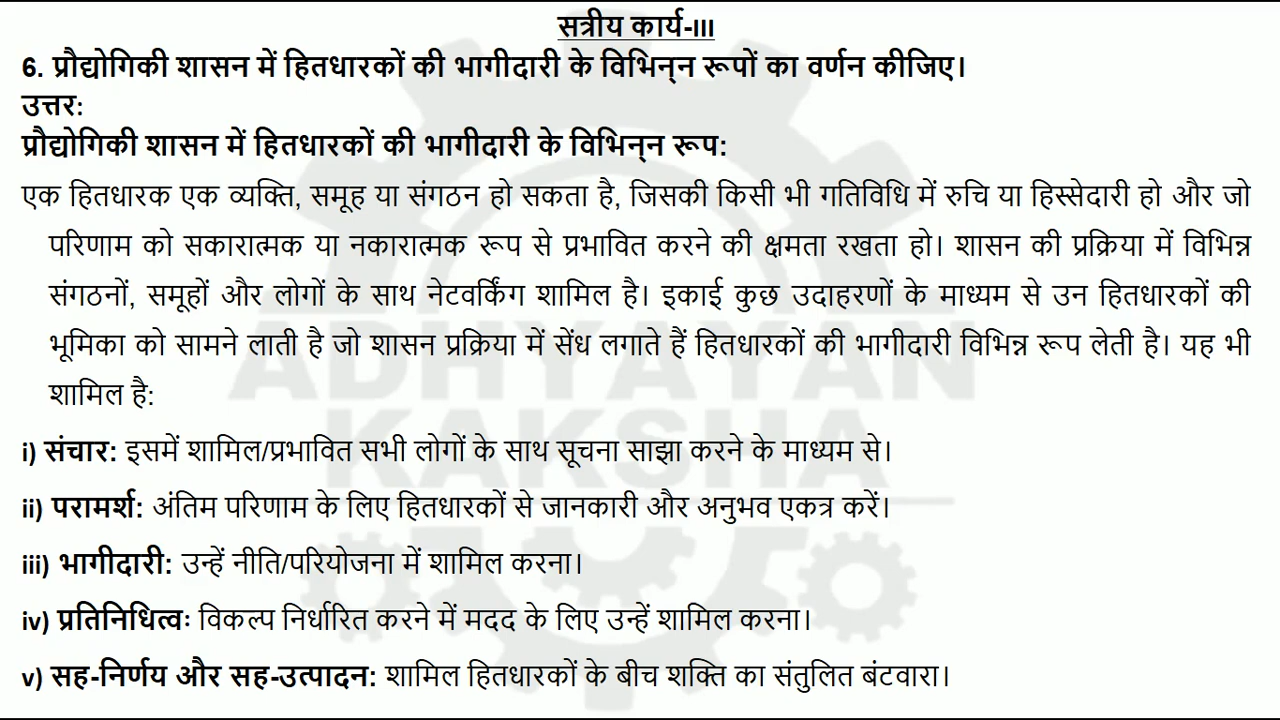 सत्रीय कार्य-III
6. प्रौद्योगिकी शासन में हितधारकों की भागीदारी के विभिन्न रूपों का वर्णन कीजिए।
उत्तर:
प्रौद्योगिकी शासन में हितधारकों की भागीदारी के विभिन्न रूप:
एक हितधारक एक व्यक्ति, समूह या संगठन हो सकता है, जिसकी किसी भी गतिविधि में रुचि या हिस्सेदारी हो और जो
परिणाम को सकारात्मक या नकारात्मक रूप से प्रभावित करने की क्षमता रखता हो। शासन की प्रक्रिया में विभिन्न
संगठनों, समूहों और लोगों के साथ नेटवर्किंग शामिल है। इकाई कुछ उदाहरणों के माध्यम से उन हितधारकों की
भूमिका को सामने लाती है जो शासन प्रक्रिया में सेंध लगाते हैं हितधारकों की भागीदारी विभिन्न रूप लेती है। यह भी
शामिल है:
i) संचार: इसमें शामिल/प्रभावित सभी लोगों के साथ सूचना साझा करने के माध्यम से।
ii) परामर्श: अंतिम परिणाम के लिए हितधारकों से जानकारी और अनुभव एकत्र करें।
iii) भागीदारी: उन्हें नीति/परियोजना में शामिल करना।
iv) प्रतिनिधित्वः विकल्प निर्धारित करने में मदद के लिए उन्हें शामिल करना।
v) सह-निर्णय और सह-उत्पादन: शामिल हितधारकों के बीच शक्ति का संतुलित बंटवारा।
ADHYAYAN
KAKSHA